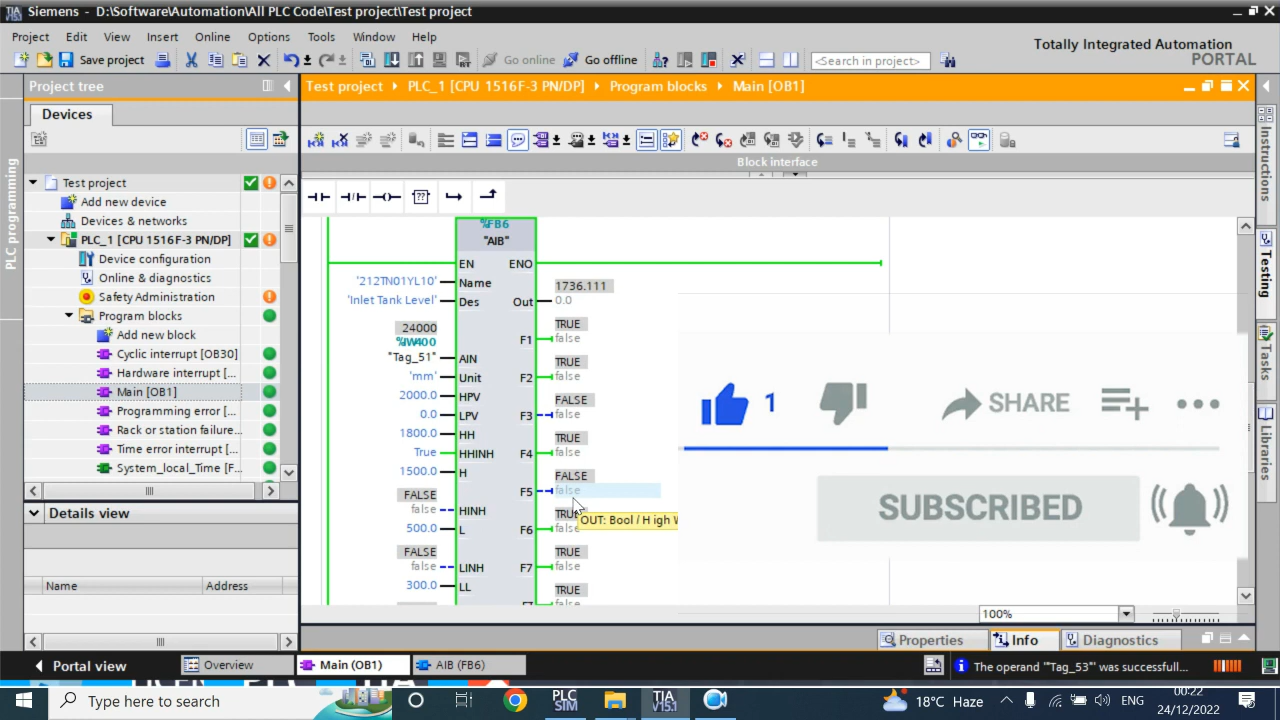 Siemens - D:\Software\Automation\All PLC Code\Test project\Test project
Project Edit View Insert Online Options Tools Window Help
Totally Integrated Automation
PORTAL
Save project
Go online
Go offline
<Search in project>
Project tree
Test project PLC_1 [CPU 1516F-3 PN/DP] Program blocks Main [OB1]
Devices
Block interface
PLC programming
Test project
Add new device
Devices & networks
PLC_1 [CPU 1516F-3 PN/DP]
Device configuration
Online & diagnostics
Safety Administration
Program blocks
Add new block
Cyclic interrupt [OB30]
Hardware interrupt [...
Main [OB1]
Programming error [...
Rack or station failure...
Time error interrupt [...
System_local_Time [F...
Details view
Name Address
??
%FB6
"AIB"
EN ENO
'212TN01YL10' Name 1736.111
'Inlet Tank Level' Des Out 0.0
24000 TRUE
%IW400 F1 false
"Tag_51" AIN TRUE
'mm' Unit F2 false
2000.0 HPV FALSE
0.0 LPV F3 false
1800.0 HH TRUE
True HHINH F4 false
1500.0 H FALSE
FALSE F5 false
false HINH
OUT: Bool / H igh
500.0 L F6
FALSE TRUE
false LINH F7 false
300.0 LL TRUE
1
SHARE
SUBSCRIBED
100%
Properties Info Diagnostics
Instructions
Testing
Tasks
Libraries
Portal view Overview Main (OB1) AIB (FB6)
The operand '"Tag_53"' was successfull...
Type here to search
PLC
SIM
TIA
V15.1
18°C Haze
ENG
00:22
24/12/2022